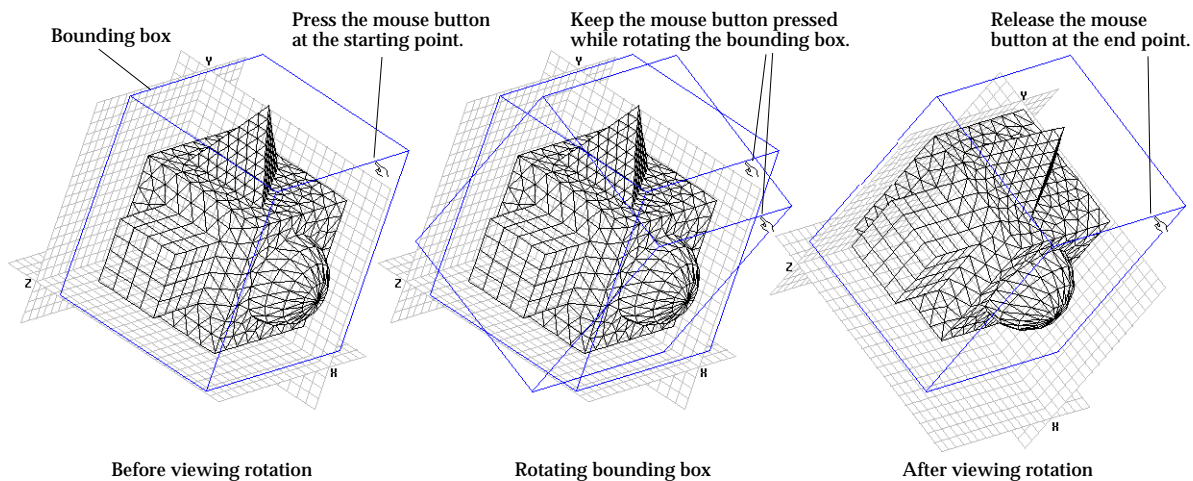 Bounding box
Press the mouse button
at the starting point.
Keep the mouse button pressed
while rotating the bounding box.
Release the mouse
button at the end point.
Y
Z
X
Y
Z
X
Y
Z
X
Before viewing rotation
Rotating bounding box
After viewing rotation